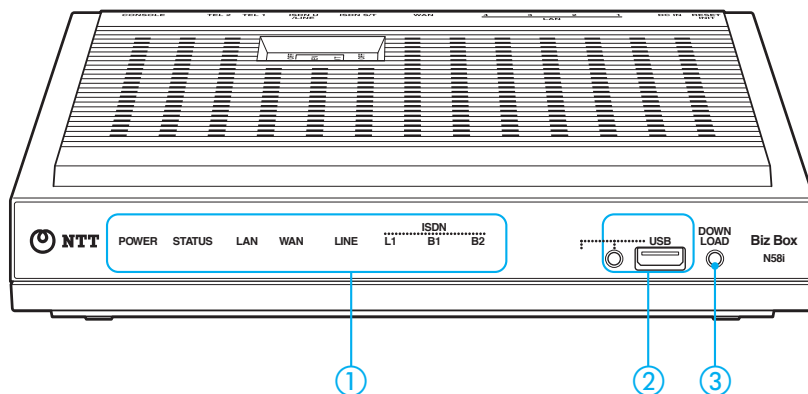 CONSOLE TEL 2 TEL 1 ISDN U /LINE ISDN S/T WAN 4 3 2 1 LAN DC IN RESET INIT
NTT POWER STATUS LAN WAN LINE ISDN L1 B1 B2 USB DOWN LOAD Biz Box N58i
① ② ③